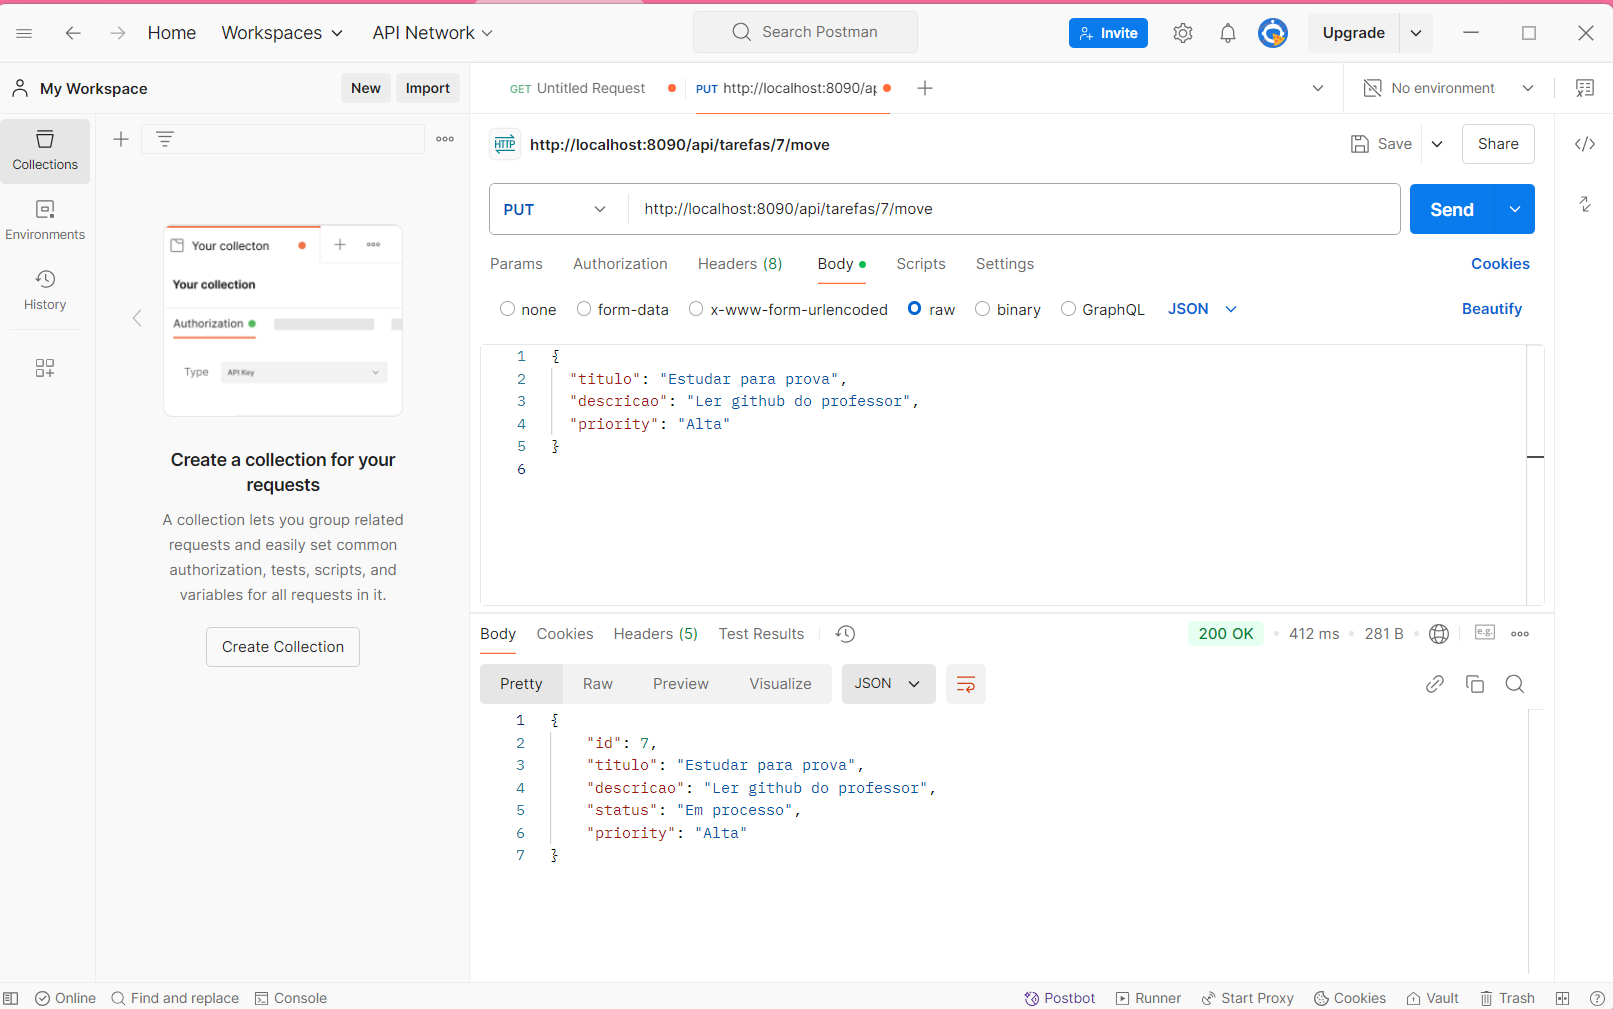 Home Workspaces API Network Search Postman Invite Upgrade
My Workspace New Import GET Untitled Request PUT http://localhost:8090/ap No environment
Collections
Environments
History
Your collecton
Your collection
Authorization
Type API Key
Create a collection for your
requests
A collection lets you group related
requests and easily set common
authorization, tests, scripts, and
variables for all requests in it.
Create Collection
HTTP http://localhost:8090/api/tarefas/7/move Save Share
PUT http://localhost:8090/api/tarefas/7/move Send
Params Authorization Headers (8) Body Scripts Settings Cookies
none form-data x-www-form-urlencoded raw binary GraphQL JSON Beautify
1 {
2 "titulo": "Estudar para prova",
3 "descricao": "Ler github do professor",
4 "priority": "Alta"
5 }
6
Body Cookies Headers (5) Test Results 200 OK 412 ms 281 B e.g.
Pretty Raw Preview Visualize JSON
1 {
2 "id": 7,
3 "titulo": "Estudar para prova",
4 "descricao": "Ler github do professor",
5 "status": "Em processo",
6 "priority": "Alta"
7 }
Online Find and replace Console Postbot Runner Start Proxy Cookies Vault Trash